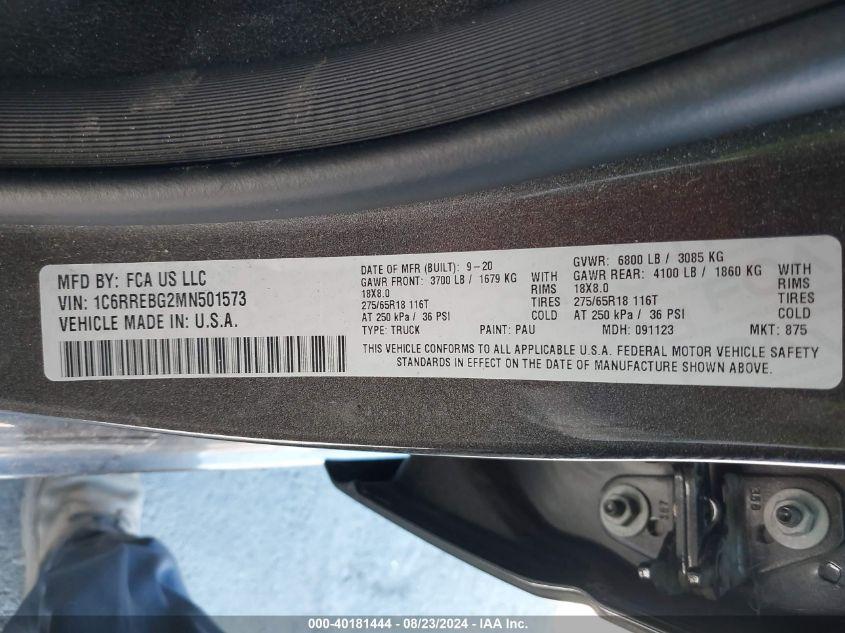 MFD BY: FCA US LLC
VIN: 1C6RREBG2MN501573
VEHICLE MADE IN: U.S.A.
DATE OF MFR (BUILT): 9-20
GAWR FRONT: 3700 LB / 1679 KG WITH
18X8.0 RIMS
275/65R18 116T TIRES
AT 250 kPa / 36 PSI COLD
TYPE: TRUCK PAINT: PAU
GVWR: 6800 LB / 3085 KG
GAWR REAR: 4100 LB / 1860 KG WITH
18X8.0 RIMS
275/65R18 116T TIRES
AT 250 kPa / 36 PSI COLD
MDH: 091123 MKT: 875
THIS VEHICLE CONFORMS TO ALL APPLICABLE U.S.A. FEDERAL MOTOR VEHICLE SAFETY
STANDARDS IN EFFECT ON THE DATE OF MANUFACTURE SHOWN ABOVE.
000-40181444 - 08/23/2024 - IAA Inc.